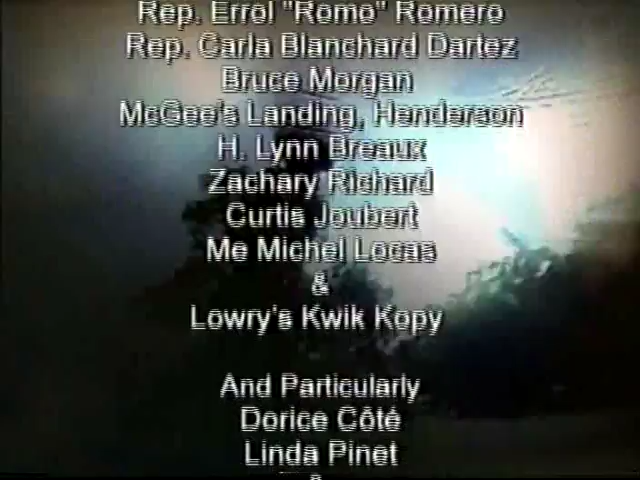 Rep. Errol "Romo" Romero
Rep. Carla Blanchard Dartez
Bruce Morgan
McGee's Landing, Henderson
H. Lynn Breaux
Zachary Richard
Curtis Joubert
Me Michel Locas
&
Lowry's Kwik Kopy
And Particularly
Dorice Côté
Linda Pinet